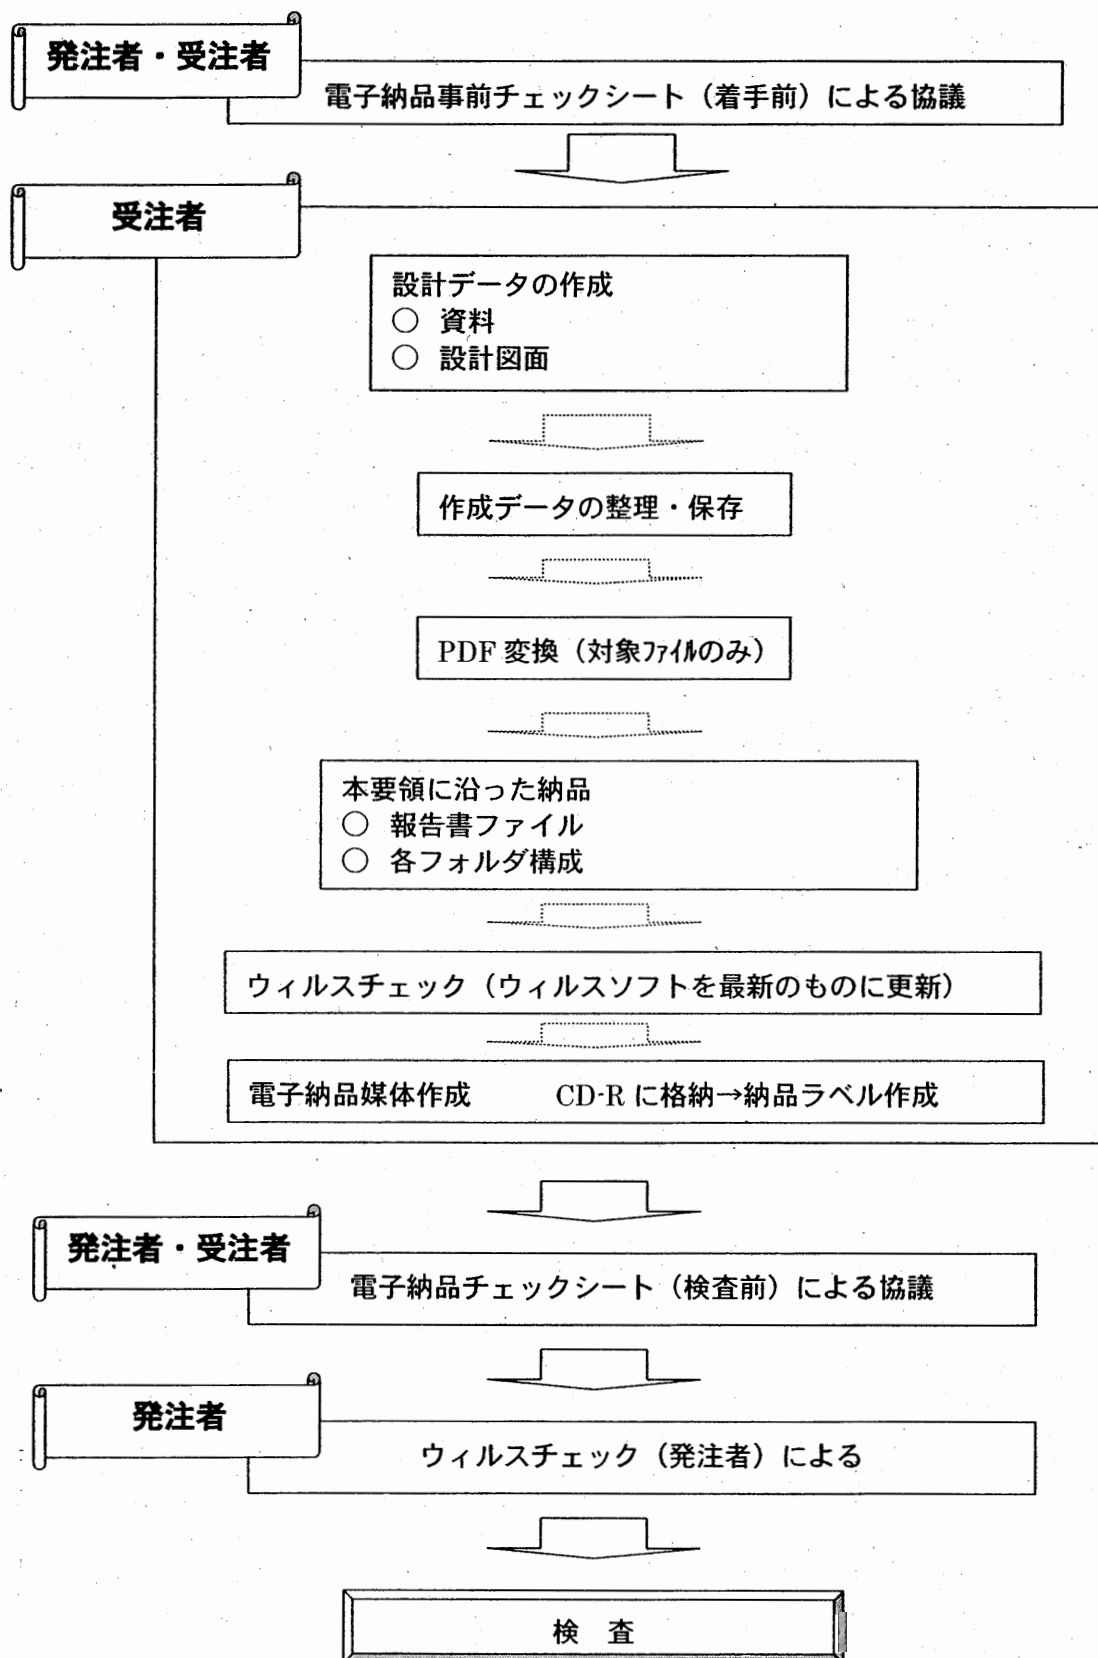 発注者・受注者
電子納品事前チェックシート（着手前）による協議
受注者
設計データの作成
○ 資料
○ 設計図面
作成データの整理・保存
PDF 変換（対象ﾌｧｲﾙのみ）
本要領に沿った納品
○ 報告書ファイル
○ 各フォルダ構成
ウィルスチェック（ウィルスソフトを最新のものに更新）
電子納品媒体作成　　CD-R に格納→納品ラベル作成
発注者・受注者
電子納品チェックシート（検査前）による協議
発注者
ウィルスチェック（発注者）による
検　査